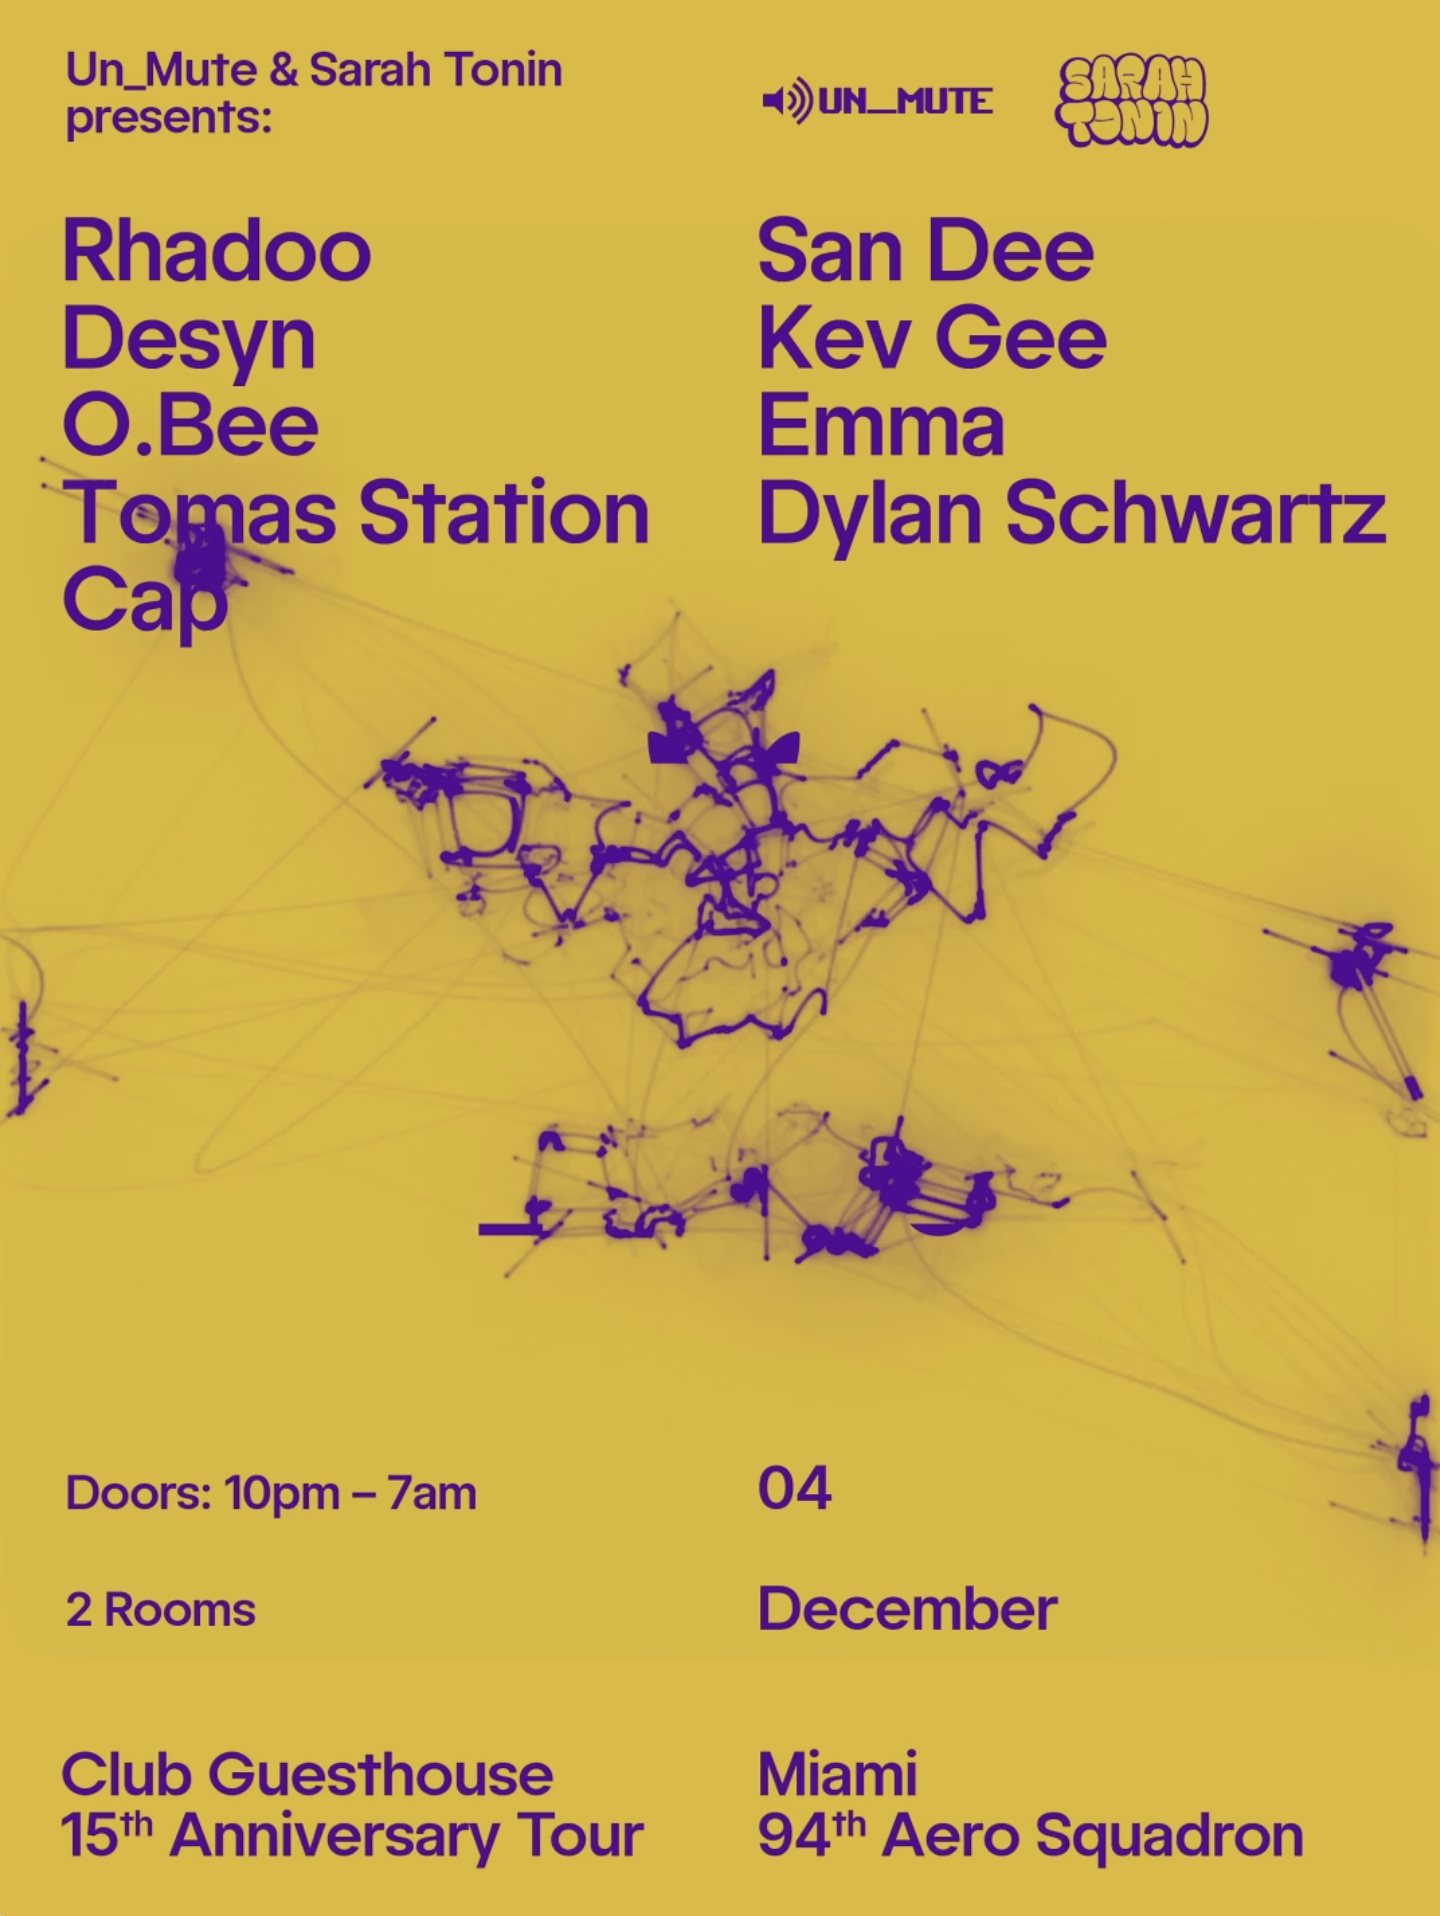 Un_Mute & Sarah Tonin
presents:
UN_MUTE
SARAH
TONIN
Rhadoo
Desyn
O.Bee
Tomas Station
Cap
San Dee
Kev Gee
Emma
Dylan Schwartz
Doors: 10pm – 7am
2 Rooms
04
December
Club Guesthouse
15th Anniversary Tour
Miami
94th Aero Squadron